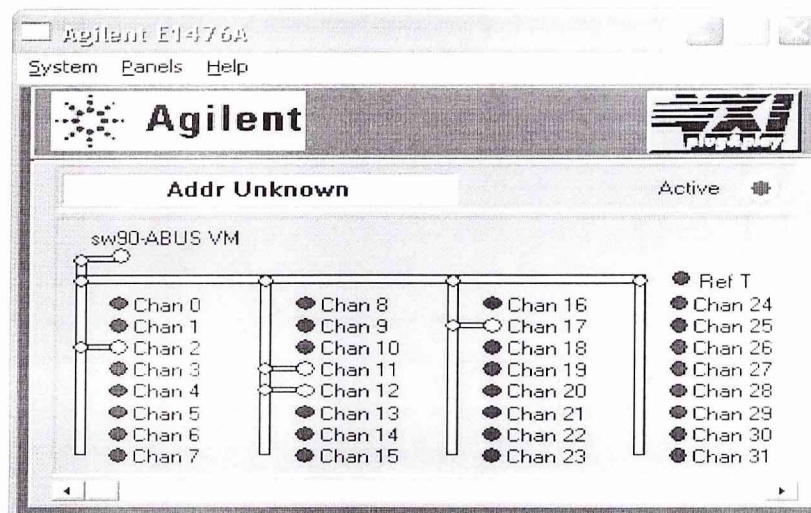 Agilent E1476A
System Panels Help
Agilent
VXI
plug&play
Addr Unknown
Active
sw90-ABUS VM
Ref T
Chan 0 Chan 8 Chan 16 Chan 24
Chan 1 Chan 9 Chan 17 Chan 25
Chan 2 Chan 10 Chan 18 Chan 26
Chan 3 Chan 11 Chan 19 Chan 27
Chan 4 Chan 12 Chan 20 Chan 28
Chan 5 Chan 13 Chan 21 Chan 29
Chan 6 Chan 14 Chan 22 Chan 30
Chan 7 Chan 15 Chan 23 Chan 31